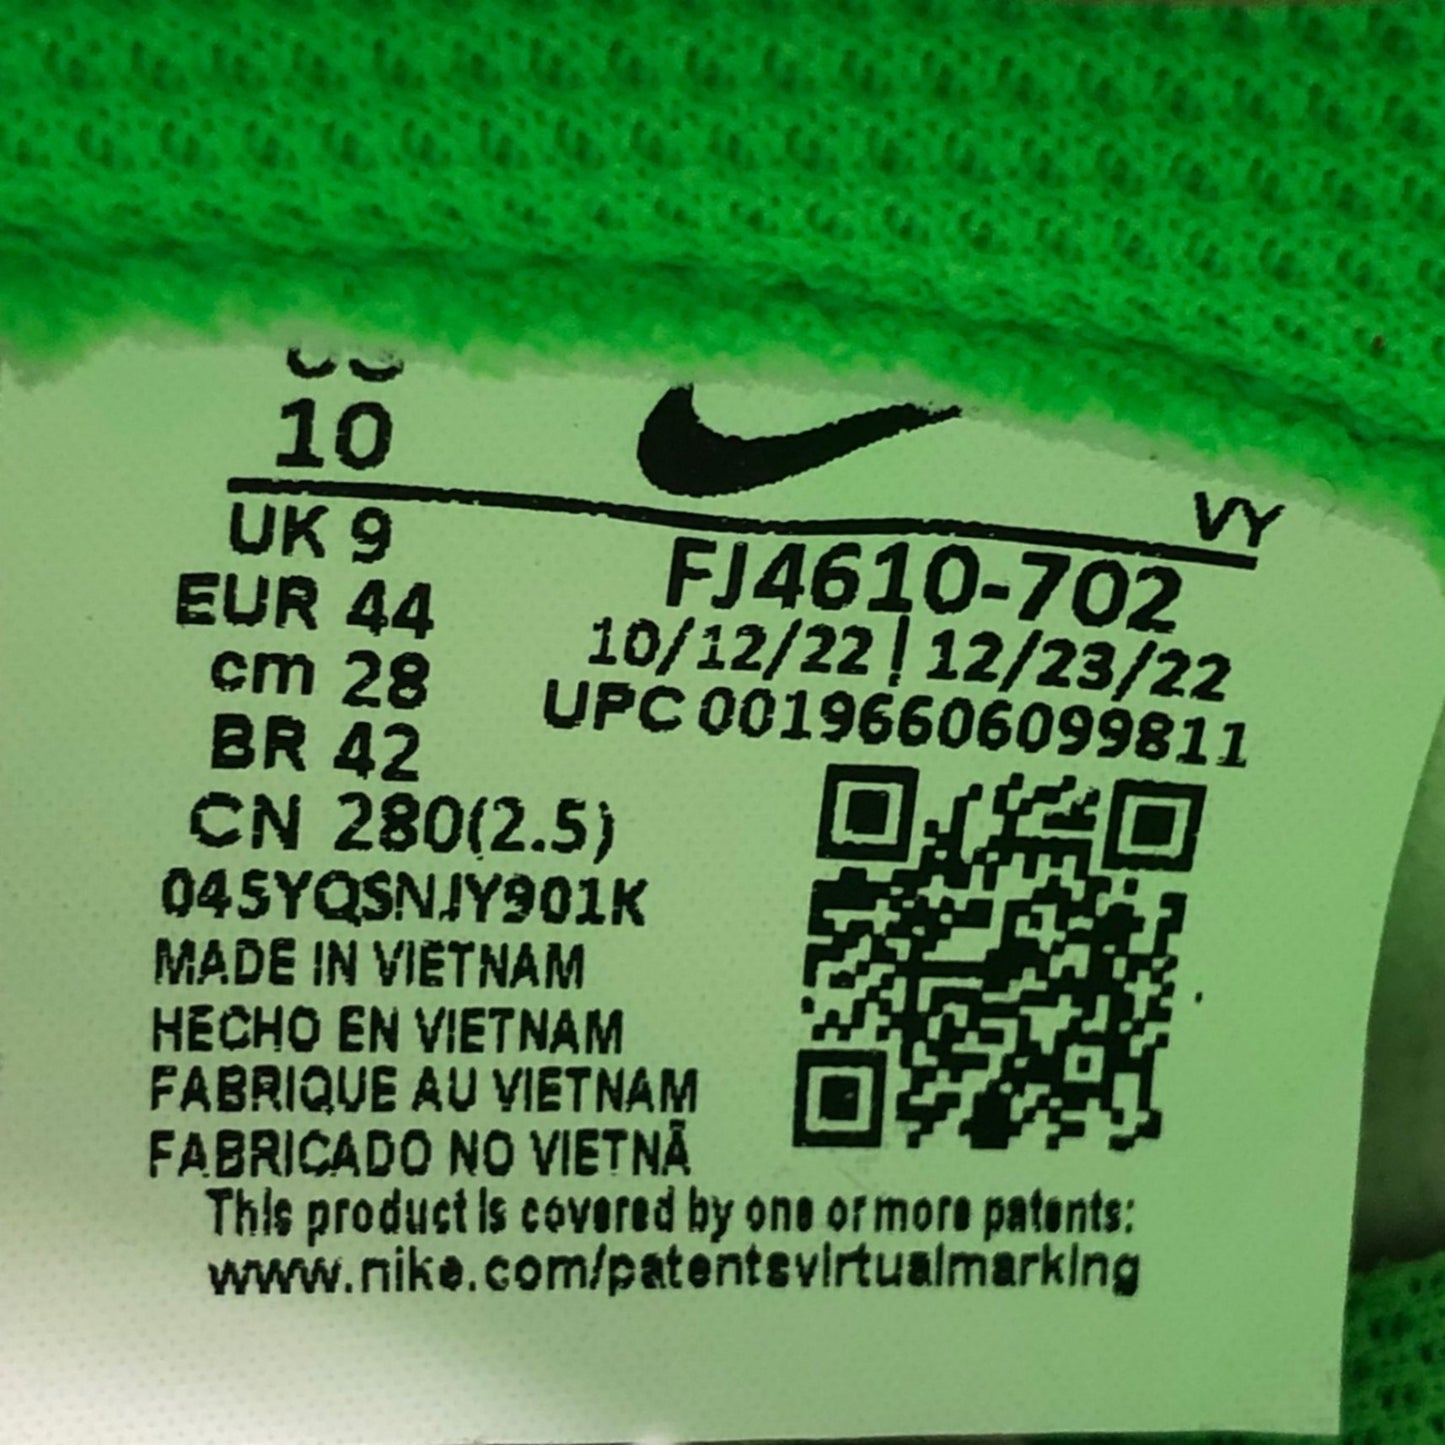 US
10
VY
UK 9
EUR 44
cm 28
BR 42
CN 280(2.5)
FJ4610-702
10/12/22 | 12/23/22
UPC 00196606099811
045YQSNJY901K
MADE IN VIETNAM
HECHO EN VIETNAM
FABRIQUE AU VIETNAM
FABRICADO NO VIETNÃ
This product is covered by one or more patents:
www.nike.com/patentsvirtualmarking